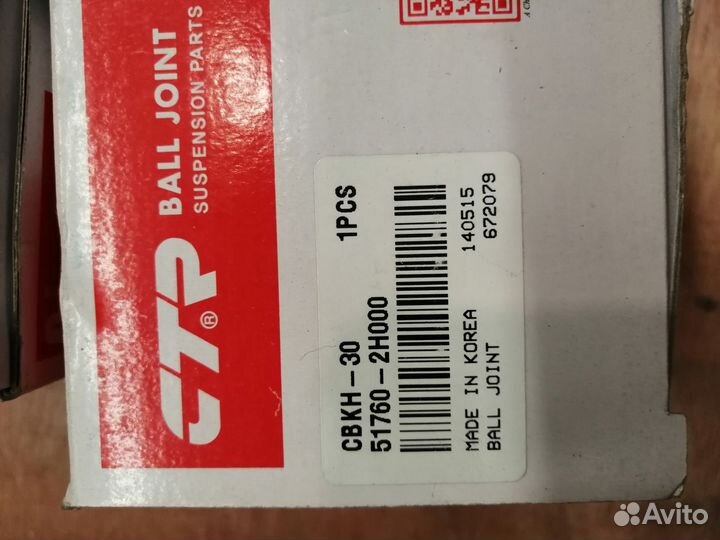 CTR®
BALL JOINT
SUSPENSION PARTS
CBKH-30
1PCS
51760-2H000
MADE IN KOREA
140515
BALL JOINT
672079
Avito